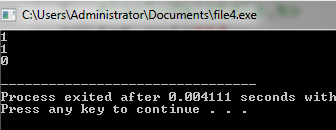 C:\Users\Administrator\Documents\file4.exe
1
1
0
--------------------------------
Process exited after 0.004111 seconds with
Press any key to continue . . .